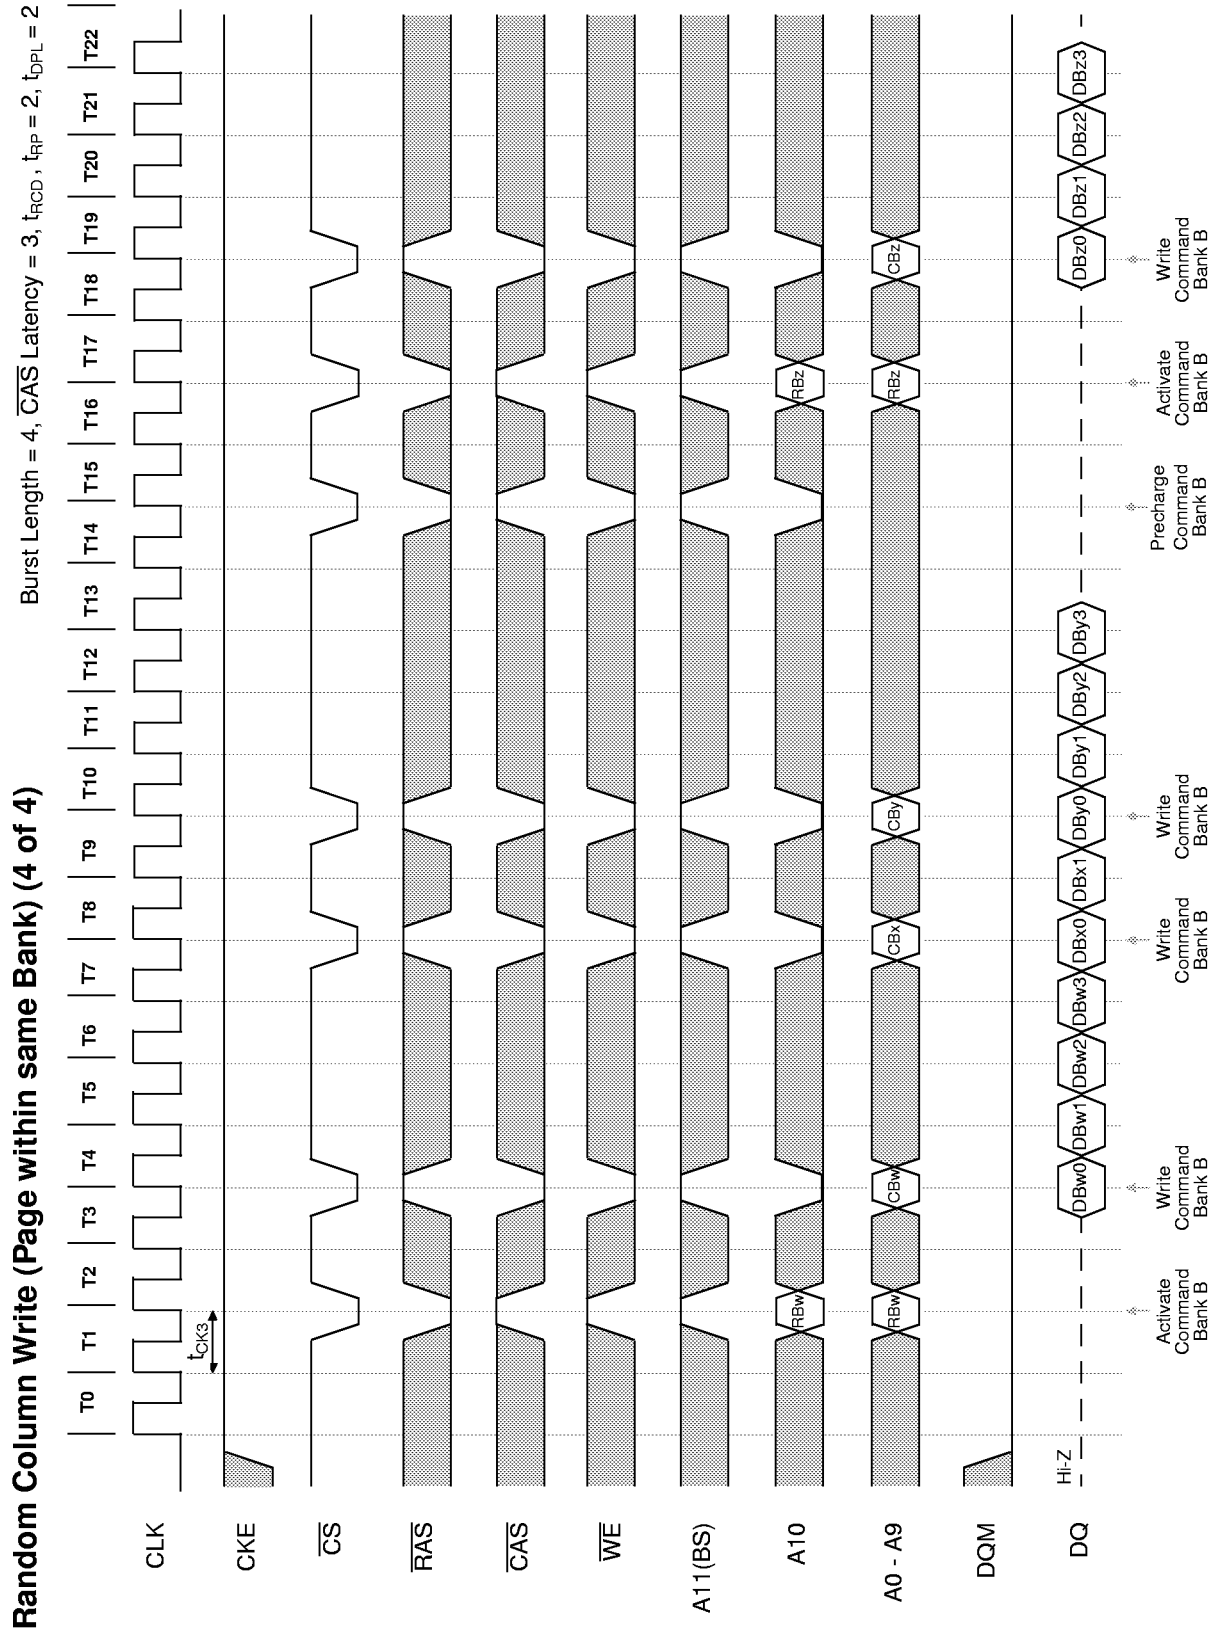 Random Column Write (Page within same Bank) (4 of 4)
Burst Length = 4, CAS Latency = 3, tRCD , tRP = 2, tDPL = 2
T0 T1 T2 T3 T4 T5 T6 T7 T8 T9 T10 T11 T12 T13 T14 T15 T16 T17 T18 T19 T20 T21 T22
CLK
tCK3
CKE
CS
RAS
CAS
WE
A11(BS)
A10 RBw RBz
A0 - A9 RBw CBw CBx CBy RBz CBz
DQM
Hi-Z
DQ DBw0 DBw1 DBw2 DBw3 DBx0 DBx1 DBy0 DBy1 DBy2 DBy3 DBz0 DBz1 DBz2 DBz3
Activate
Command
Bank B
Write
Command
Bank B
Write
Command
Bank B
Write
Command
Bank B
Precharge
Command
Bank B
Activate
Command
Bank B
Write
Command
Bank B